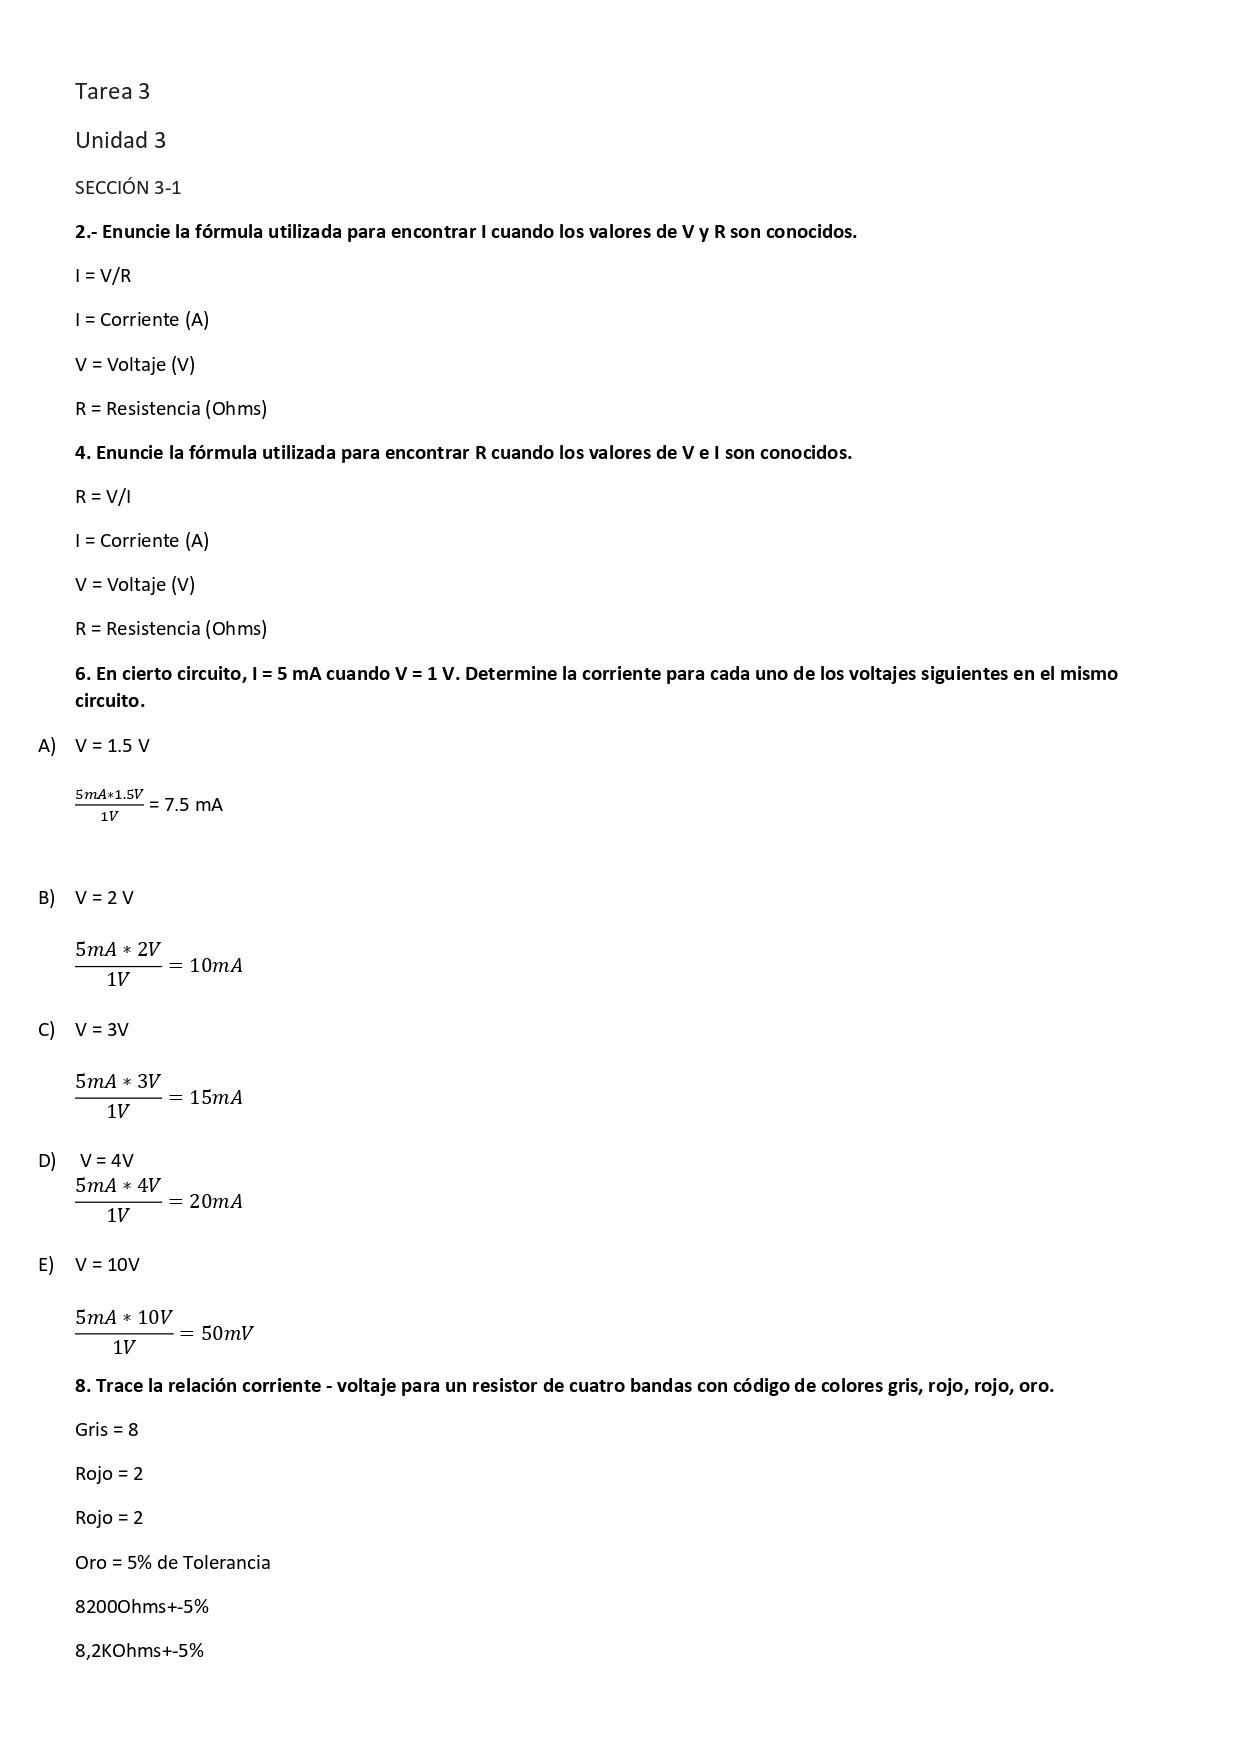 Tarea 3
Unidad 3
SECCIÓN 3-1
2.- Enuncie la fórmula utilizada para encontrar I cuando los valores de V y R son conocidos.
I = V/R
I = Corriente (A)
V = Voltaje (V)
R = Resistencia (Ohms)
4. Enuncie la fórmula utilizada para encontrar R cuando los valores de V e I son conocidos.
R = V/I
I = Corriente (A)
V = Voltaje (V)
R = Resistencia (Ohms)
6. En cierto circuito, I = 5 mA cuando V = 1 V. Determine la corriente para cada uno de los voltajes siguientes en el mismo
circuito.
A) V = 1.5 V
5mA*1.5V
1V
= 7.5 mA
B) V = 2 V
5mA ∗ 2V
1V
= 10mA
C) V = 3V
5mA ∗ 3V
1V
= 15mA
D) V = 4V
5mA ∗ 4V
1V
= 20mA
E) V = 10V
5mA ∗ 10V
1V
= 50mV
8. Trace la relación corriente - voltaje para un resistor de cuatro bandas con código de colores gris, rojo, rojo, oro.
Gris = 8
Rojo = 2
Rojo = 2
Oro = 5% de Tolerancia
8200Ohms+-5%
8,2KOhms+-5%